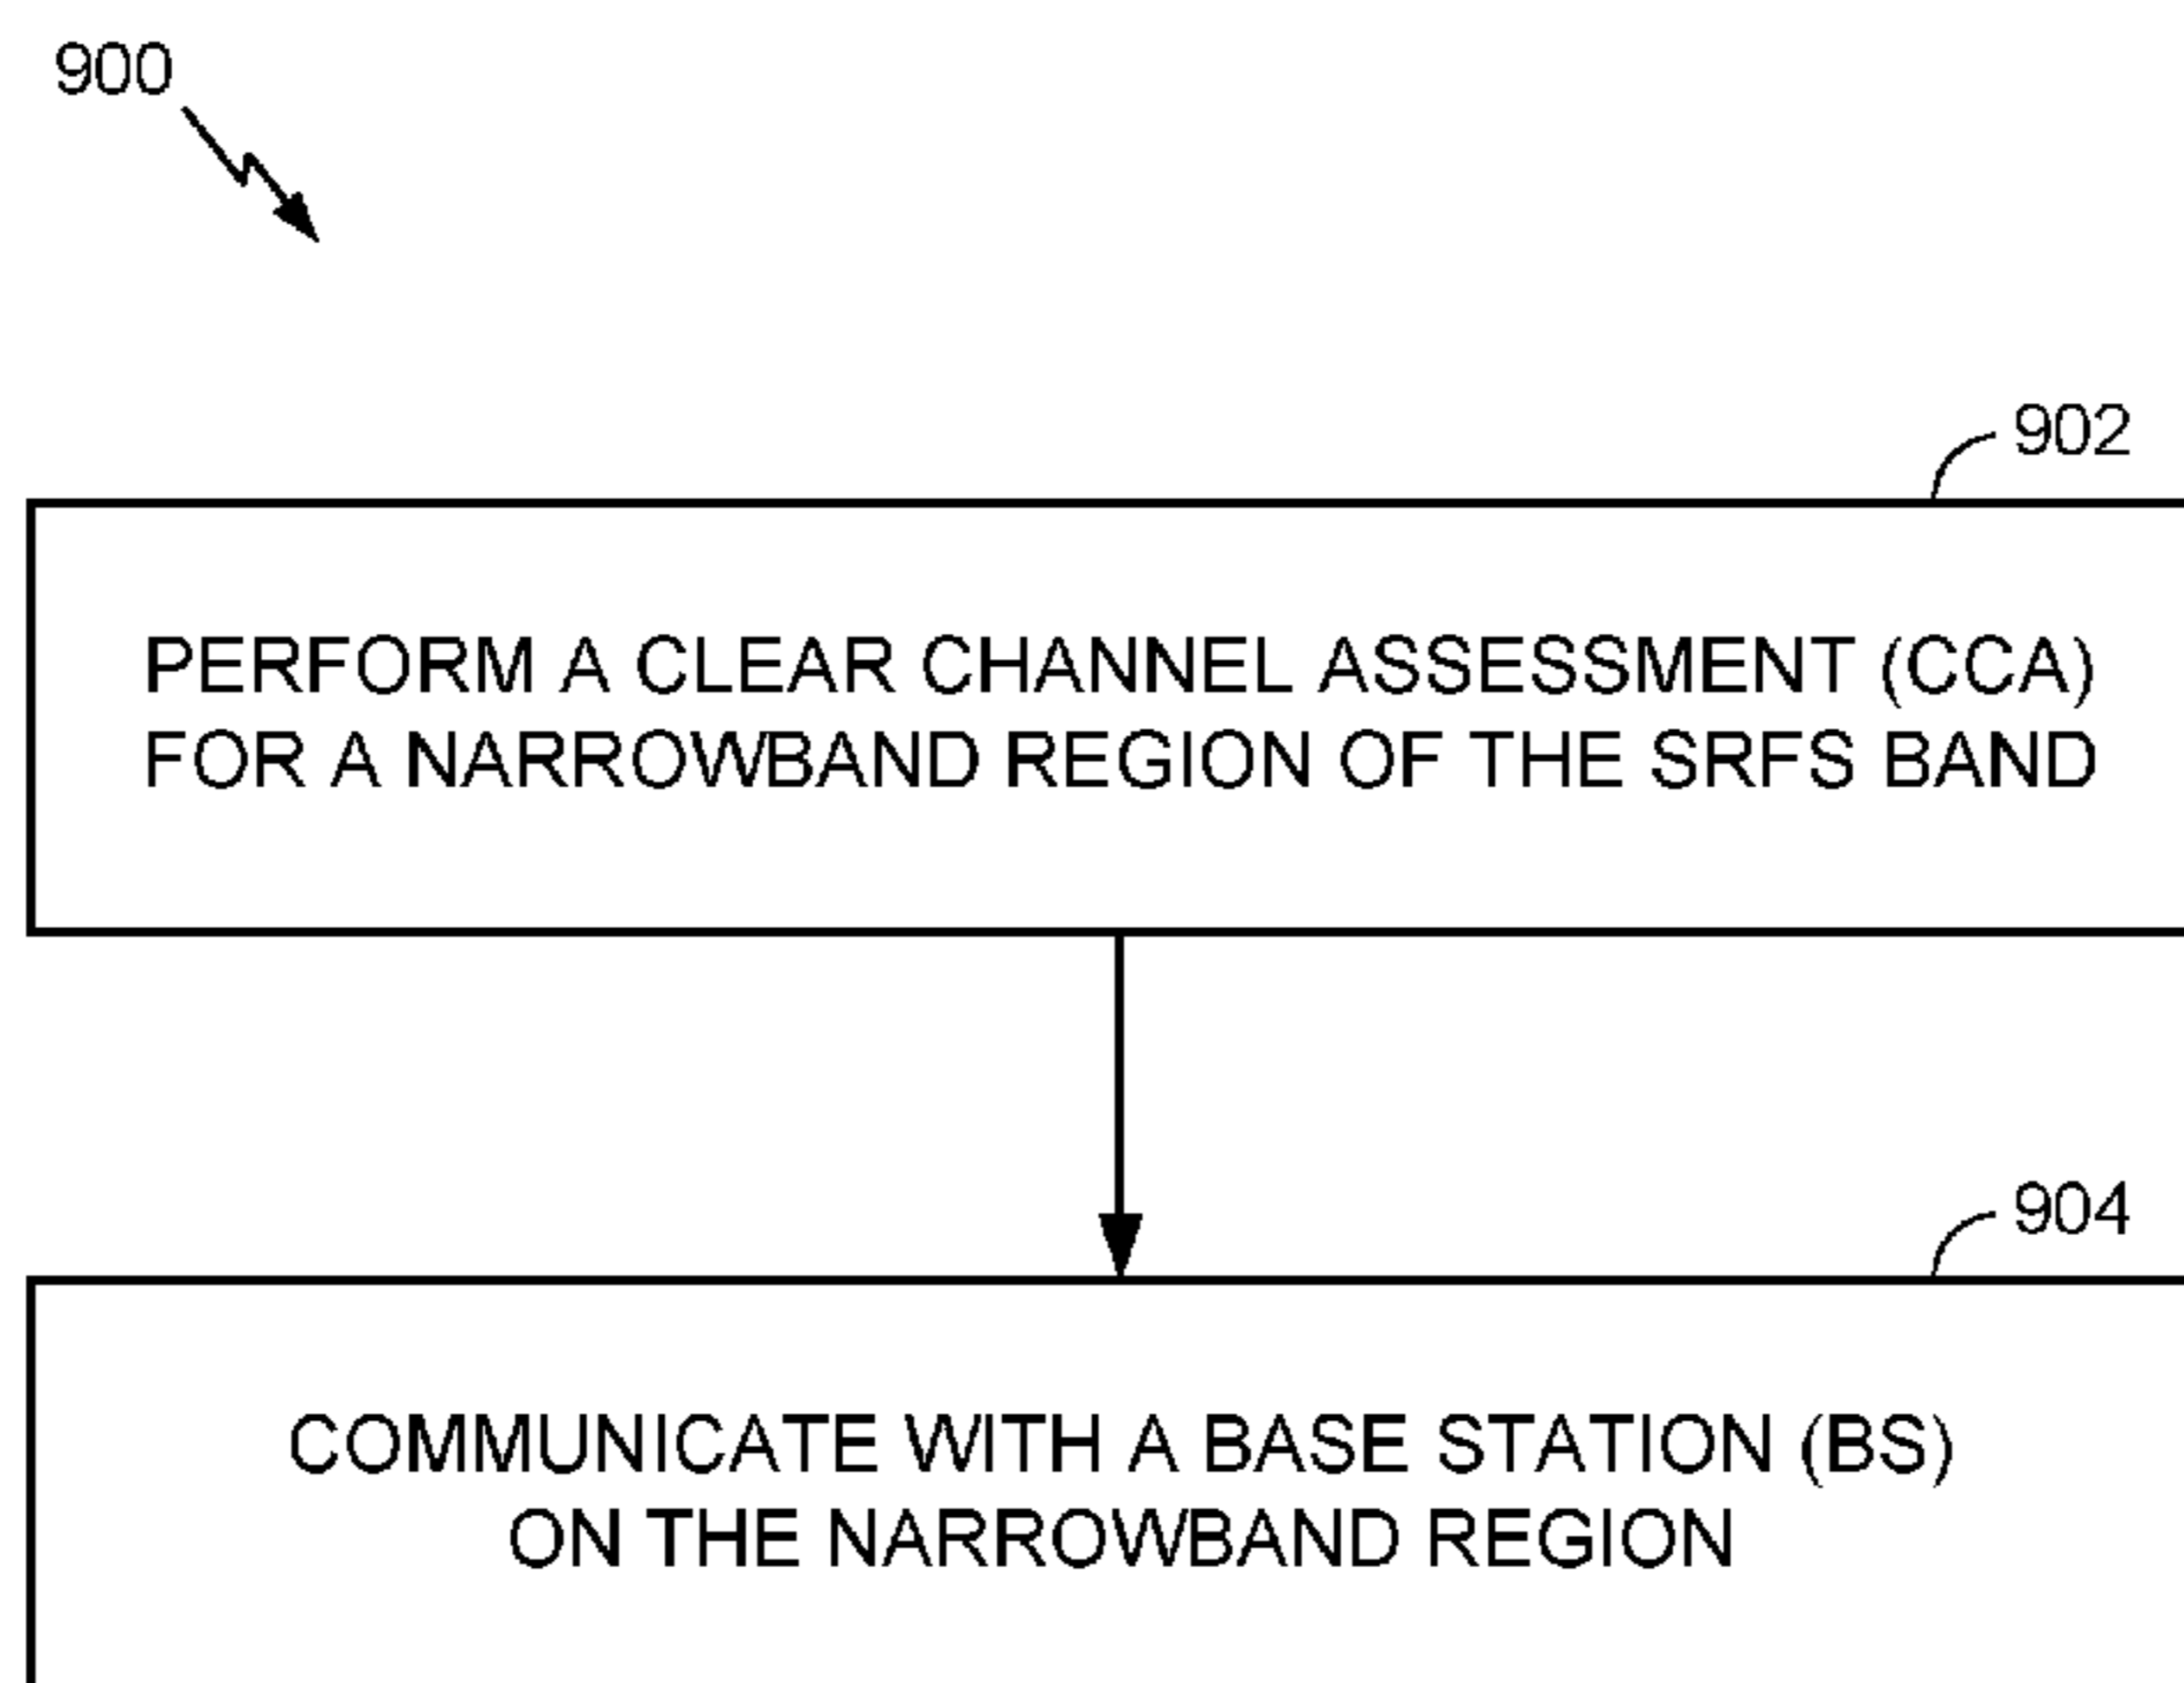 900
902
PERFORM A CLEAR CHANNEL ASSESSMENT (CCA)
FOR A NARROWBAND REGION OF THE SRFS BAND
904
COMMUNICATE WITH A BASE STATION (BS)
ON THE NARROWBAND REGION